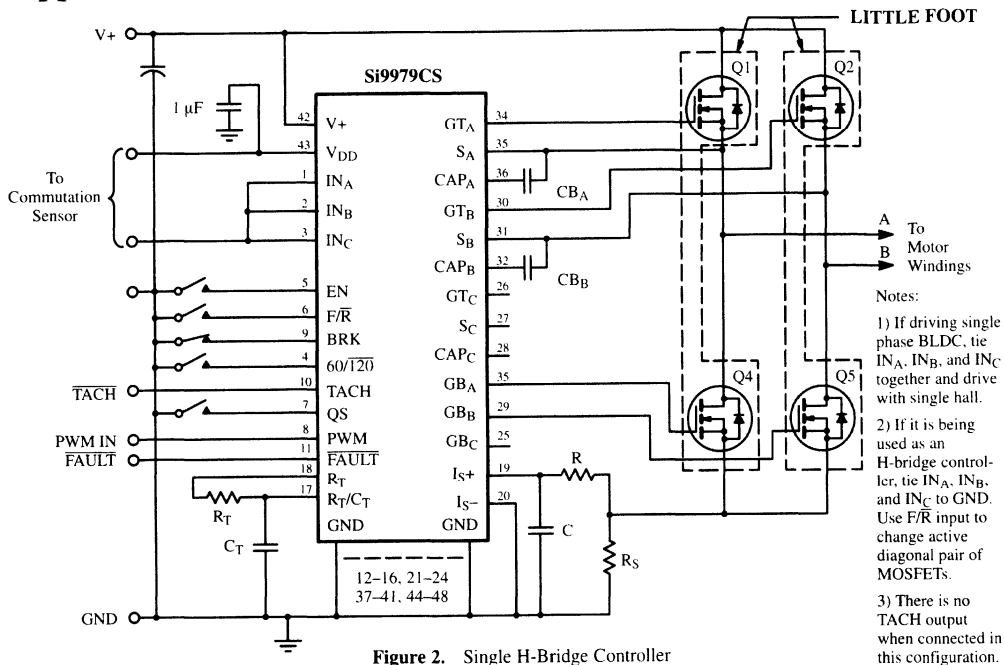 LITTLE FOOT
V+
Si9979CS
Q1
Q2
1 µF
42
V+
GT_A
34
43
V_DD
S_A
35
To
Commutation
Sensor
1
IN_A
CAP_A
36
CB_A
2
IN_B
GT_B
30
3
IN_C
S_B
31
CAP_B
32
CB_B
A
B
To
Motor
Windings
5
EN
GT_C
26
6
F/R̅
S_C
27
9
BRK
CAP_C
28
4
60/1̅2̅0̅
GB_A
35
Q4
Q5
T̅A̅C̅H̅
10
TACH
GB_B
29
7
QS
GB_C
25
PWM IN
8
PWM
F̅A̅U̅L̅T̅
11
F̅A̅U̅L̅T̅
I_S+
19
R
18
R_T
17
R_T/C_T
I_S−
20
R_T
GND
GND
C
R_S
C_T
12–16, 21–24
37–41, 44–48
GND
Notes:
1) If driving single
phase BLDC, tie
IN_A, IN_B, and IN_C
together and drive
with single hall.
2) If it is being
used as an
H-bridge control-
ler, tie IN_A, IN_B,
and IN_C to GND.
Use F/R̅ input to
change active
diagonal pair of
MOSFETs.
3) There is no
TACH output
when connected in
this configuration.
Figure 2. Single H-Bridge Controller